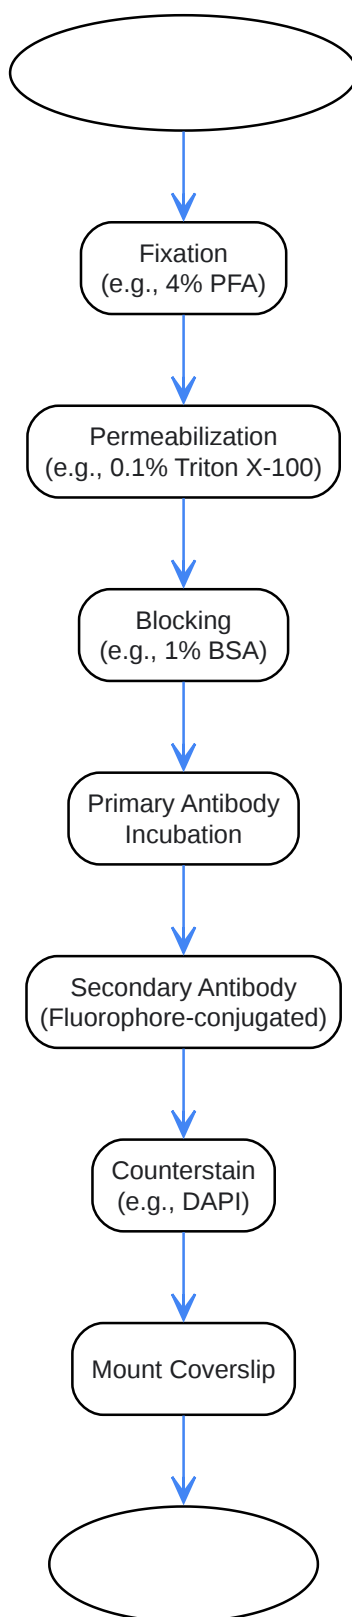 Fixation
(e.g., 4% PFA)
Permeabilization
(e.g., 0.1% Triton X-100)
Blocking
(e.g., 1% BSA)
Primary Antibody
Incubation
Secondary Antibody
(Fluorophore-conjugated)
Counterstain
(e.g., DAPI)
Mount Coverslip